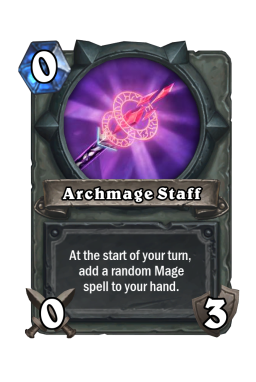 0
Archmage Staff
At the start of your turn,
add a random Mage
spell to your hand.
0
3